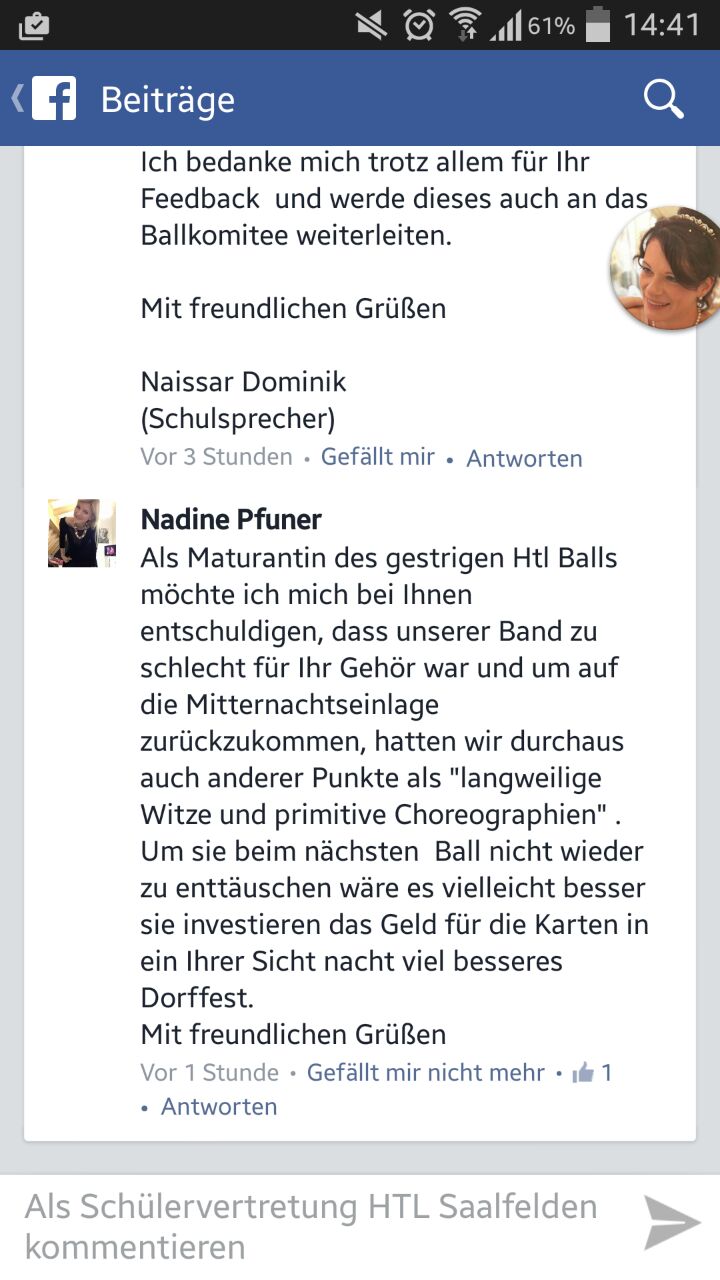 61% 14:41
Beiträge
Ich bedanke mich trotz allem für Ihr
Feedback und werde dieses auch an das
Ballkomitee weiterleiten.
Mit freundlichen Grüßen
Naissar Dominik
(Schulsprecher)
Vor 3 Stunden • Gefällt mir • Antworten
Nadine Pfuner
Als Maturantin des gestrigen Htl Balls
möchte ich mich bei Ihnen
entschuldigen, dass unserer Band zu
schlecht für Ihr Gehör war und um auf
die Mitternachtseinlage
zurückzukommen, hatten wir durchaus
auch anderer Punkte als "langweilige
Witze und primitive Choreographien" .
Um sie beim nächsten Ball nicht wieder
zu enttäuschen wäre es vielleicht besser
sie investieren das Geld für die Karten in
ein Ihrer Sicht nacht viel besseres
Dorffest.
Mit freundlichen Grüßen
Vor 1 Stunde • Gefällt mir nicht mehr • 1
• Antworten
Als Schülervertretung HTL Saalfelden
kommentieren